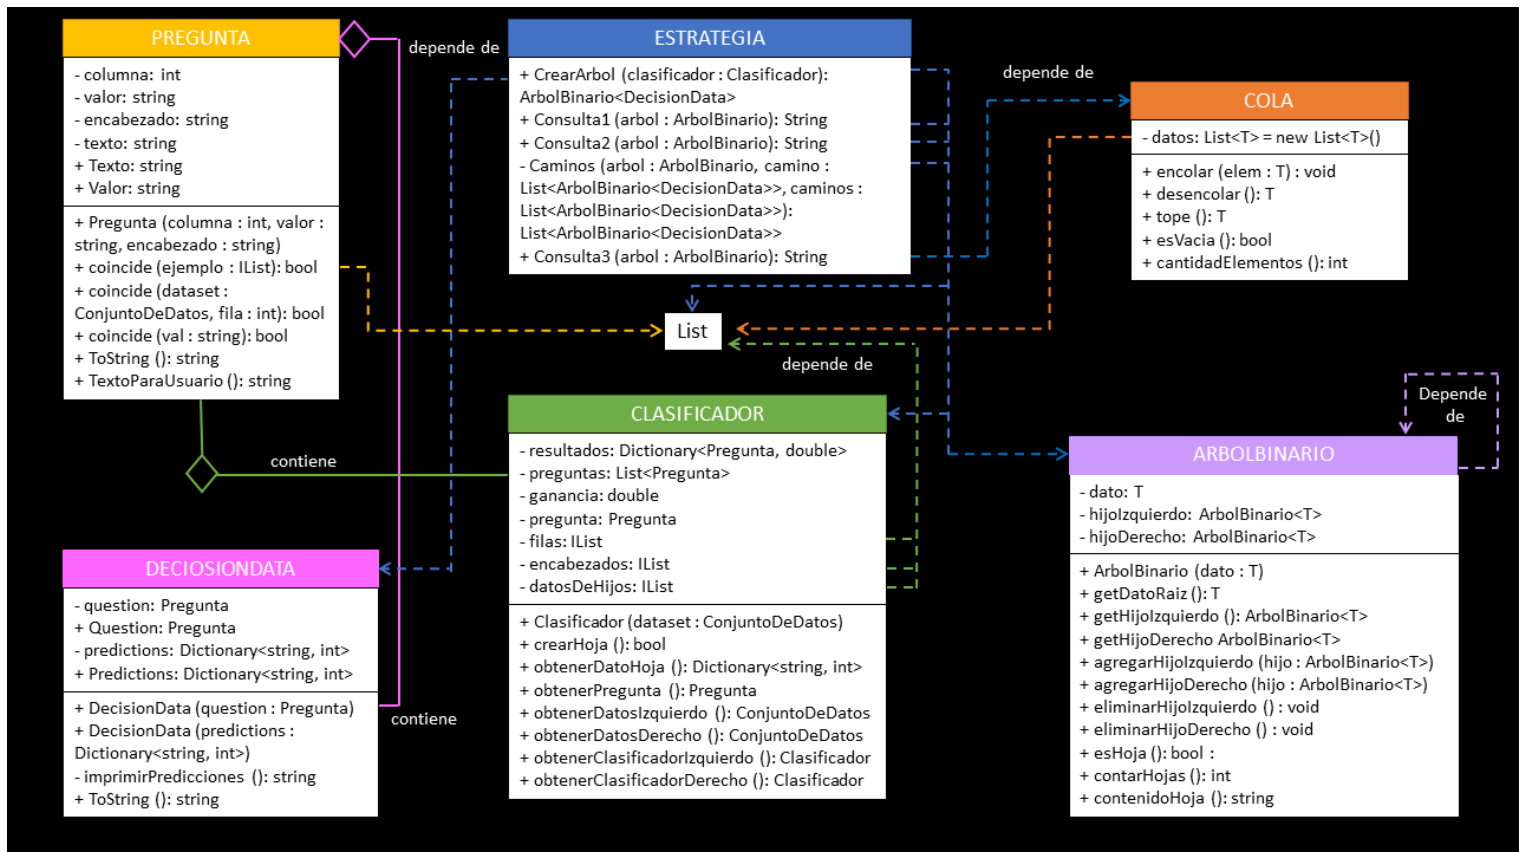 PREGUNTA
- columna: int
- valor: string
- encabezado: string
- texto: string
+ Texto: string
+ Valor: string
+ Pregunta (columna : int, valor :
string, encabezado : string)
+ coincide (ejemplo : IList): bool
+ coincide (dataset :
ConjuntoDeDatos, fila : int): bool
+ coincide (val : string): bool
+ ToString (): string
+ TextoParaUsuario (): string
depende de
ESTRATEGIA
+ CrearArbol (clasificador : Clasificador):
ArbolBinario<DecisionData>
+ Consulta1 (arbol : ArbolBinario): String
+ Consulta2 (arbol : ArbolBinario): String
- Caminos (arbol : ArbolBinario, camino :
List<ArbolBinario<DecisionData>>, caminos :
List<ArbolBinario<DecisionData>>):
List<ArbolBinario<DecisionData>>
+ Consulta3 (arbol : ArbolBinario): String
depende de
COLA
- datos: List<T> = new List<T>()
+ encolar (elem : T) : void
+ desencolar (): T
+ tope (): T
+ esVacia (): bool
+ cantidadElementos (): int
List
depende de
contiene
CLASIFICADOR
- resultados: Dictionary<Pregunta, double>
- preguntas: List<Pregunta>
- ganancia: double
- pregunta: Pregunta
- filas: IList
- encabezados: IList
- datosDeHijos: IList
+ Clasificador (dataset : ConjuntoDeDatos)
+ crearHoja (): bool
+ obtenerDatoHoja (): Dictionary<string, int>
+ obtenerPregunta (): Pregunta
+ obtenerDatosIzquierdo (): ConjuntoDeDatos
+ obtenerDatosDerecho (): ConjuntoDeDatos
+ obtenerClasificadorIzquierdo (): Clasificador
+ obtenerClasificadorDerecho (): Clasificador
Depende
de
ARBOLBINARIO
- dato: T
- hijoIzquierdo: ArbolBinario<T>
- hijoDerecho: ArbolBinario<T>
+ ArbolBinario (dato : T)
+ getDatoRaiz (): T
+ getHijoIzquierdo (): ArbolBinario<T>
+ getHijoDerecho ArbolBinario<T>
+ agregarHijoIzquierdo (hijo : ArbolBinario<T>)
+ agregarHijoDerecho (hijo : ArbolBinario<T>)
+ eliminarHijoIzquierdo () : void
+ eliminarHijoDerecho () : void
+ esHoja (): bool :
+ contarHojas (): int
+ contenidoHoja (): string
DECIOSIONDATA
- question: Pregunta
+ Question: Pregunta
- predictions: Dictionary<string, int>
+ Predictions: Dictionary<string, int>
+ DecisionData (question : Pregunta)
+ DecisionData (predictions :
Dictionary<string, int>)
- imprimirPredicciones (): string
+ ToString (): string
contiene